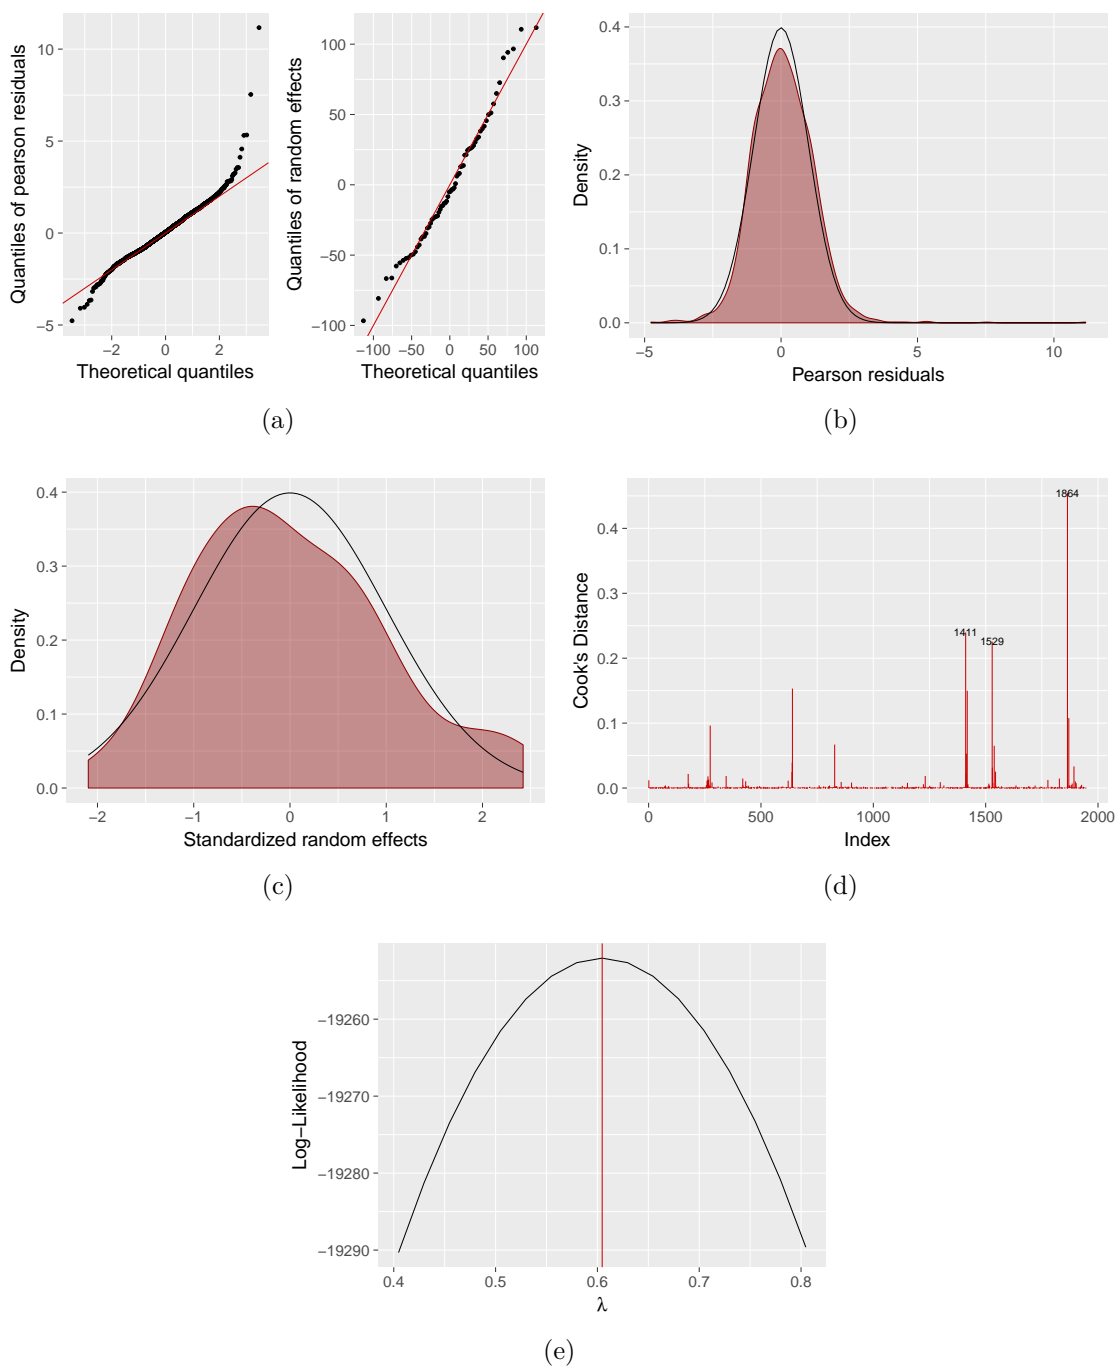 Quantiles of pearson residuals
10
5
0
−5
−2 0 2
Theoretical quantiles
Quantiles of random effects
100
50
0
−50
−100
−100 −50 0 50 100
Theoretical quantiles
(a)
Density
0.4
0.3
0.2
0.1
0.0
−5 0 5 10
Pearson residuals
(b)
Density
0.4
0.3
0.2
0.1
0.0
−2 −1 0 1 2
Standardized random effects
(c)
Cook's Distance
0.4
0.3
0.2
0.1
0.0
1864
1411
1529
0 500 1000 1500 2000
Index
(d)
Log−Likelihood
−19260
−19270
−19280
−19290
0.4 0.5 0.6 0.7 0.8
λ
(e)